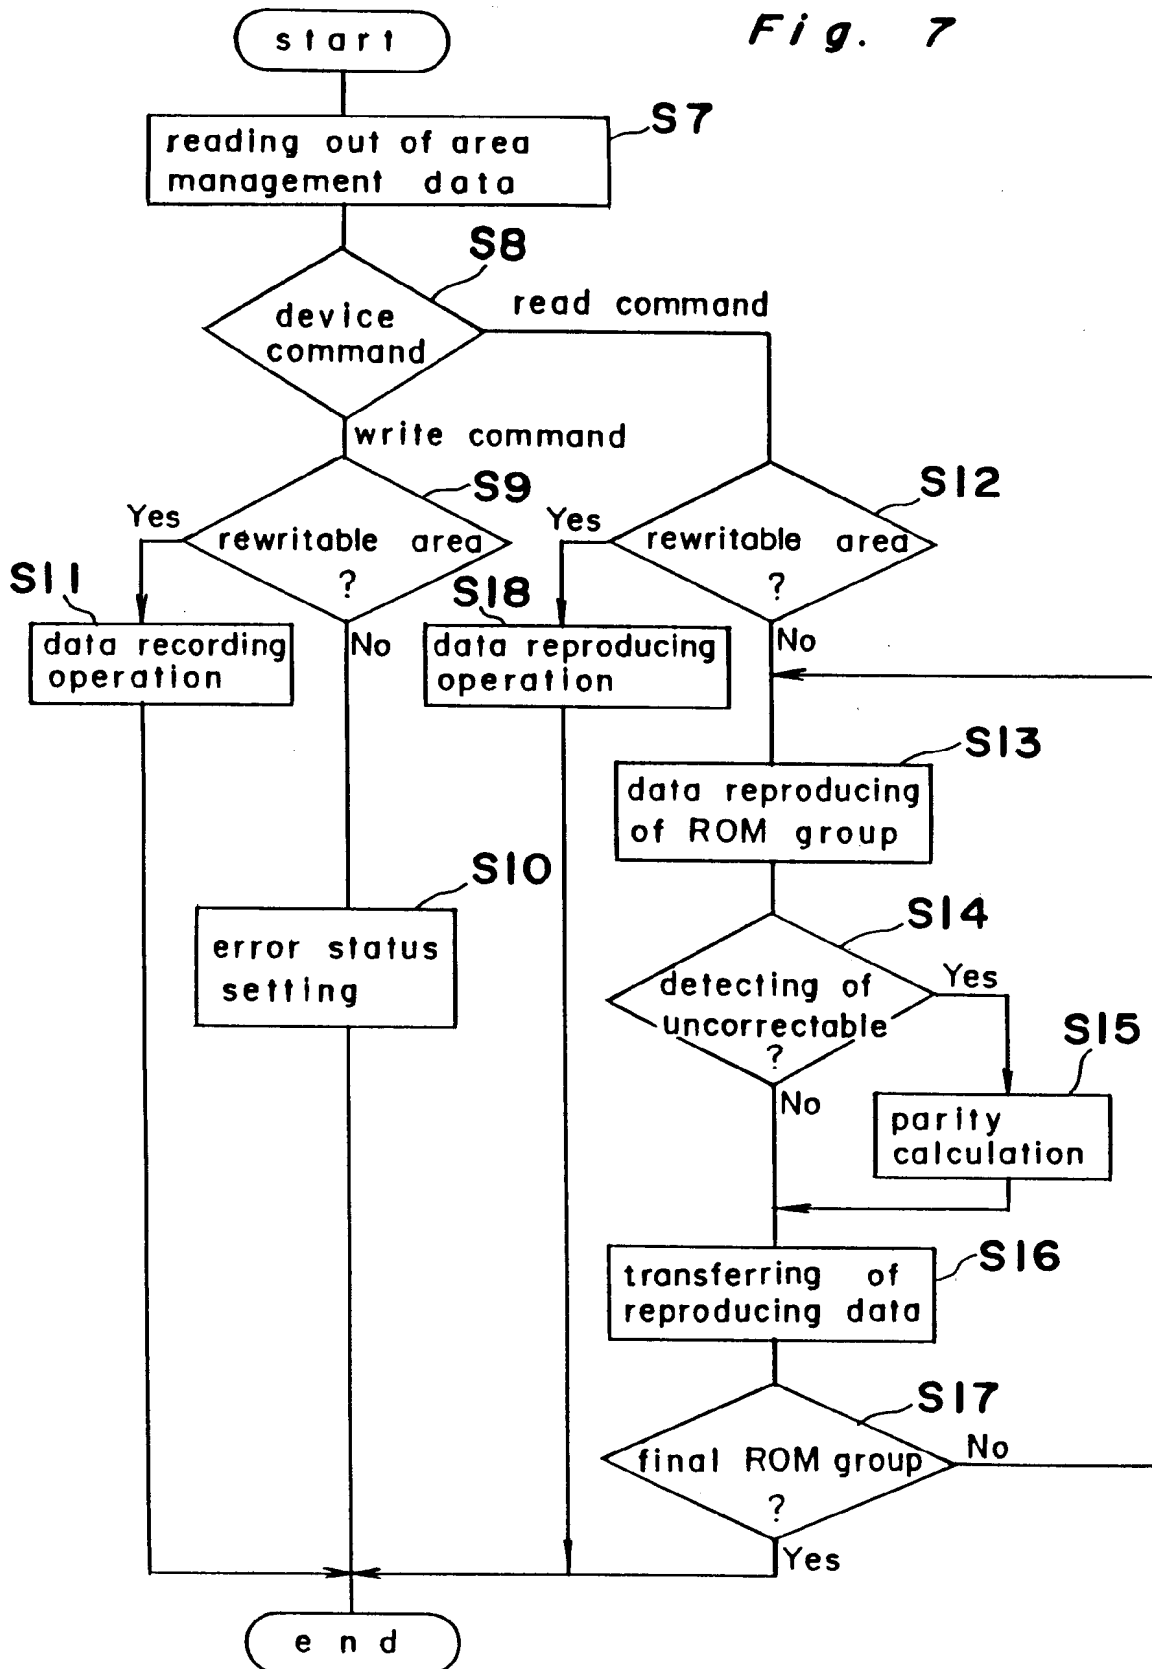 Fig. 7
start
S7
reading out of area
management data
S8
device
command
read command
write command
S9
rewritable area
?
Yes
No
S12
rewritable area
?
Yes
No
S11
data recording
operation
S18
data reproducing
operation
S13
data reproducing
of ROM group
S10
error status
setting
S14
detecting of
uncorrectable
?
Yes
No
S15
parity
calculation
S16
transferring of
reproducing data
S17
final ROM group
?
No
Yes
end